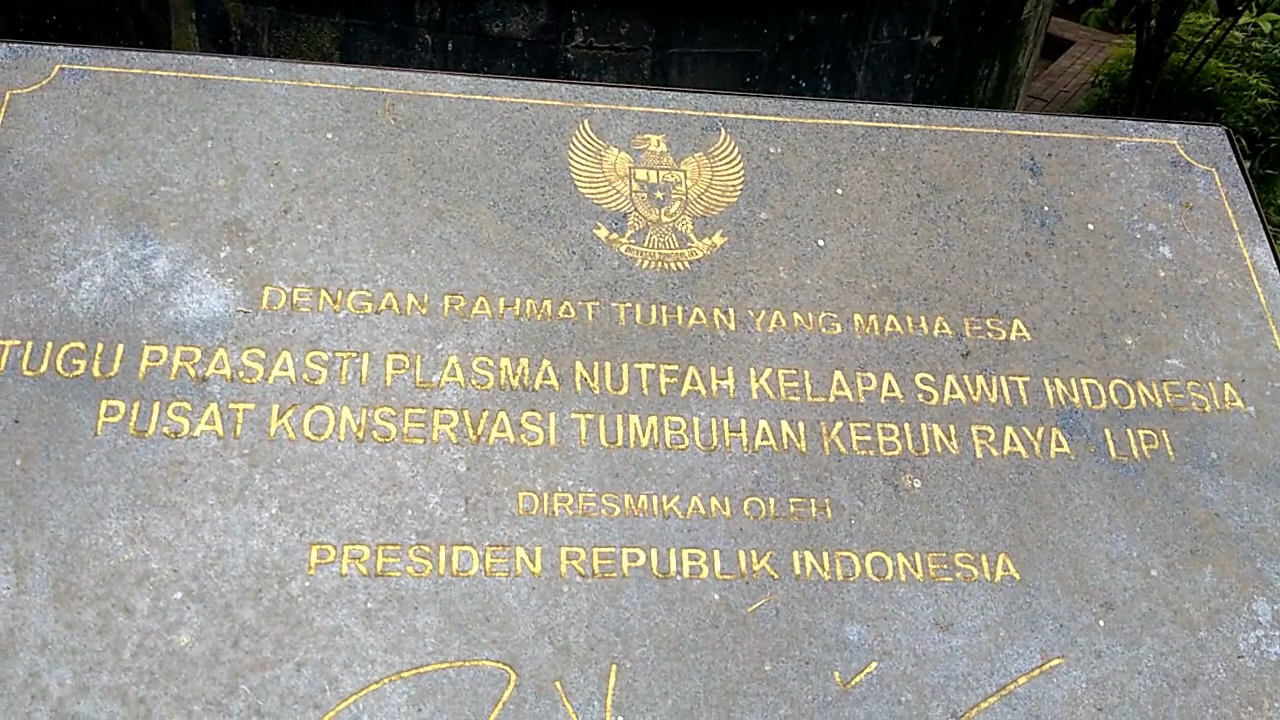 DENGAN RAHMAT TUHAN YANG MAHA ESA
TUGU PRASASTI PLASMA NUTFAH KELAPA SAWIT INDONESIA
PUSAT KONSERVASI TUMBUHAN KEBUN RAYA - LIPI
DIRESMIKAN OLEH
PRESIDEN REPUBLIK INDONESIA